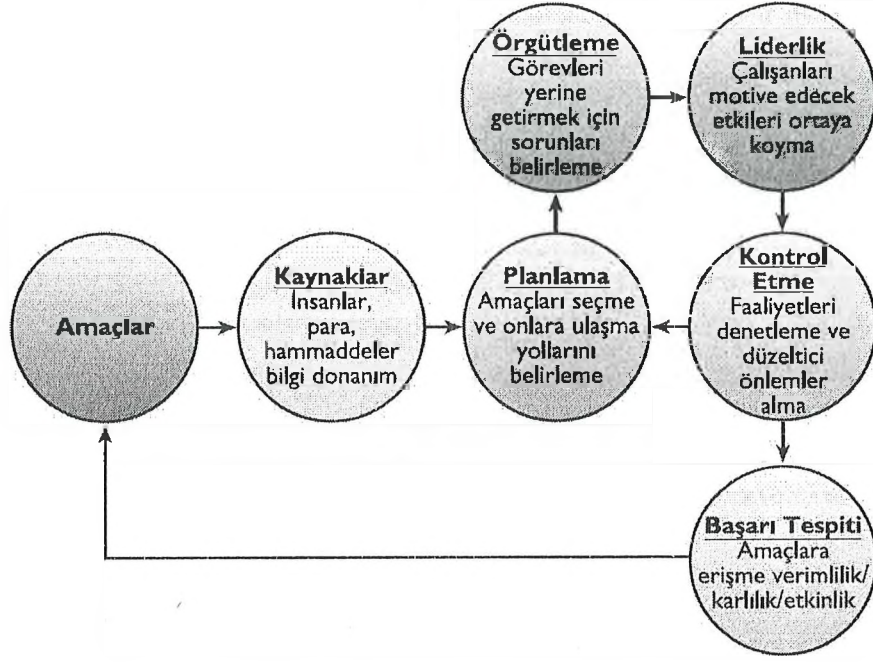 Örgütleme
Görevleri
yerine
getirmek için
sorunları
belirleme
Liderlik
Çalışanları
motive edecek
etkileri ortaya
koyma
Amaçlar
Kaynaklar
İnsanlar,
para,
hammaddeler
bilgi donanım
Planlama
Amaçları seçme
ve onlara ulaşma
yollarını
belirleme
Kontrol
Etme
Faaliyetleri
denetleme ve
düzeltici
önlemler
alma
Başarı Tespiti
Amaçlara
erişme verimlilik/
karlılık/etkinlik